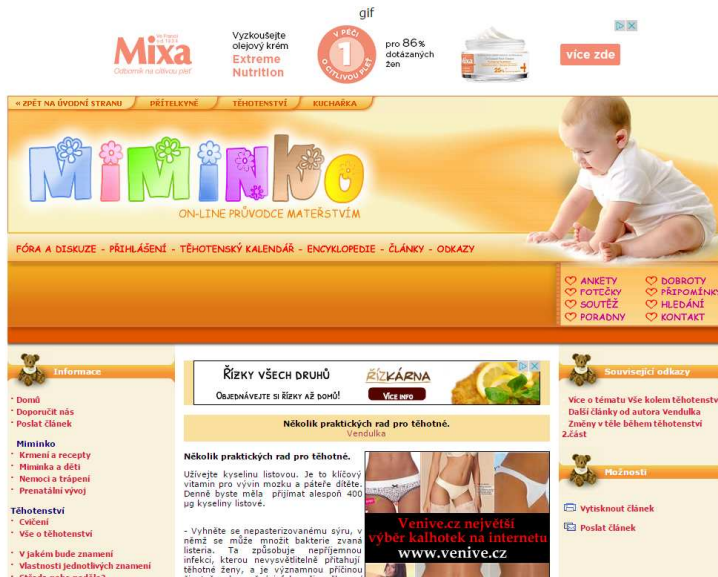 gif
Mixa
Odborník na citlivou pleť
Vyzkoušejte
olejový krém
Extreme
Nutrition
V PÉČI
1
O CITLIVOU PLEŤ
pro 86%
dotázaných
žen
více zde
« ZPĚT NA ÚVODNÍ STRANU
PŘÍTELKYNĚ
TĚHOTENSTVÍ
KUCHAŘKA
MiMiNKo
ON-LINE PRŮVODCE MATEŘSTVÍM
FÓRA A DISKUZE - PŘIHLÁŠENÍ - TĚHOTENSKÝ KALENDÁŘ - ENCYKLOPEDIE - ČLÁNKY - ODKAZY
ANKETY
DOBROTY
FOTEČKY
PŘIPOMÍNKY
SOUTĚŽ
HLEDÁNÍ
PORADNY
KONTAKT
Informace
Domů
Doporučit nás
Poslat článek
Miminko
Krmení a recepty
Miminka a děti
Nemoci a trápení
Prenatální vývoj
Těhotenství
Cvičení
Vše o těhotenství
V jakém bude znamení
Vlastnosti jednotlivých znamení
Středa nebo neděle?
ŘÍZKY VŠECH DRUHŮ
OBJEDNÁVEJTE SI ŘÍZKY AŽ DOMŮ!
ŘÍZKÁRNA
VÍCE INFO
Několik praktických rad pro těhotné.
Vendulka
Několik praktických rad pro těhotné.
Užívejte kyselinu listovou. Je to klíčový
vitamin pro vývin mozku a páteře dítěte.
Denně byste měla přijímat alespoň 400
µg kyseliny listové.
- Vyhněte se nepasterizovanému sýru, v
němž se může množit bakterie zvaná
listeria. Ta způsobuje nepříjemnou
infekci, kterou nevysvětlitelně přitahují
těhotné ženy, a je významnou příčinou
Venive.cz největší
výběr kalhotek na internetu
www.venive.cz
Související odkazy
Více o tématu Vše kolem těhotenstv
Další články od autora Vendulka
Změny v těle během těhotenství
2.část
Možnosti
Vytisknout článek
Poslat článek